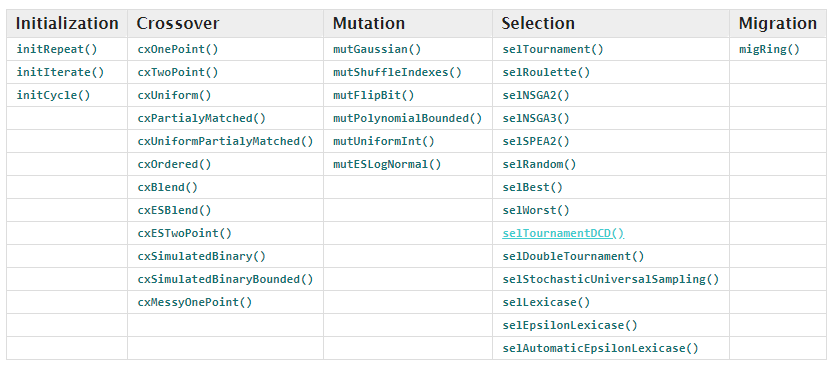 Initialization Crossover Mutation Selection Migration
initRepeat() cxOnePoint() mutGaussian() selTournament() migRing()
initIterate() cxTwoPoint() mutShuffleIndexes() selRoulette()
initCycle() cxUniform() mutFlipBit() selNSGA2()
cxPartialyMatched() mutPolynomialBounded() selNSGA3()
cxUniformPartialyMatched() mutUniformInt() selSPEA2()
cxOrdered() mutESLogNormal() selRandom()
cxBlend() selBest()
cxESBlend() selWorst()
cxESTwoPoint() selTournamentDCD()
cxSimulatedBinary() selDoubleTournament()
cxSimulatedBinaryBounded() selStochasticUniversalSampling()
cxMessyOnePoint() selLexicase()
selEpsilonLexicase()
selAutomaticEpsilonLexicase()